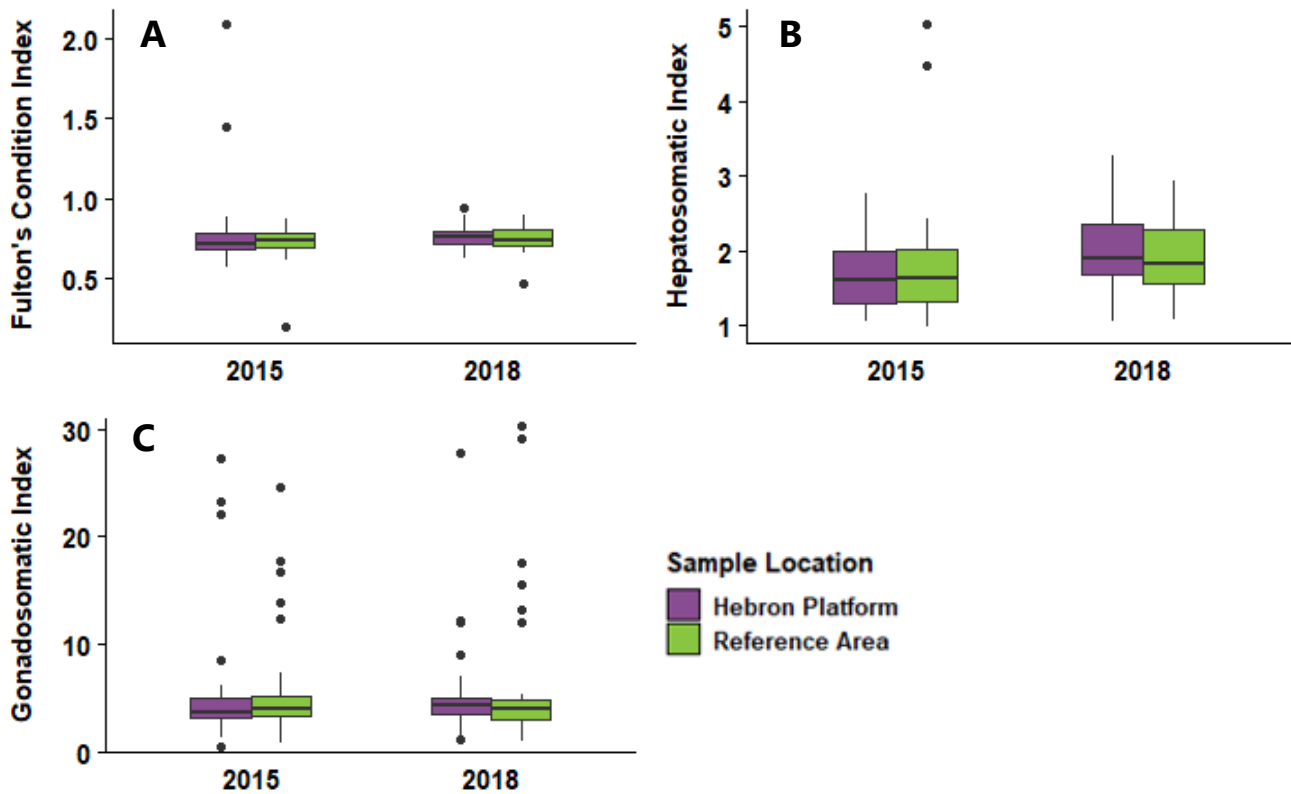 A
Fulton's Condition Index
2.0
1.5
1.0
0.5
2015
2018
B
Hepatosomatic Index
5
4
3
2
1
2015
2018
C
Gonadosomatic Index
30
20
10
0
2015
2018
Sample Location
Hebron Platform
Reference Area